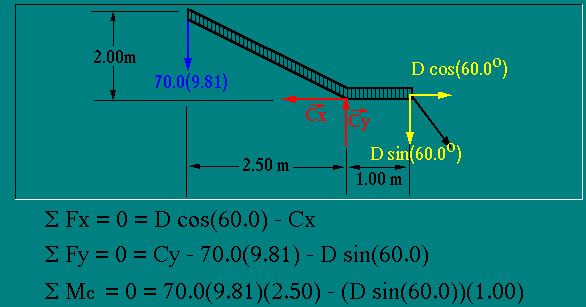 2.00m
70.0(9.81)
D cos(60.0°)
Cx
Cy
D sin(60.0°)
2.50 m
1.00 m
Σ Fx = 0 = D cos(60.0) - Cx
Σ Fy = 0 = Cy - 70.0(9.81) - D sin(60.0)
Σ Mc = 0 = 70.0(9.81)(2.50) - (D sin(60.0))(1.00)